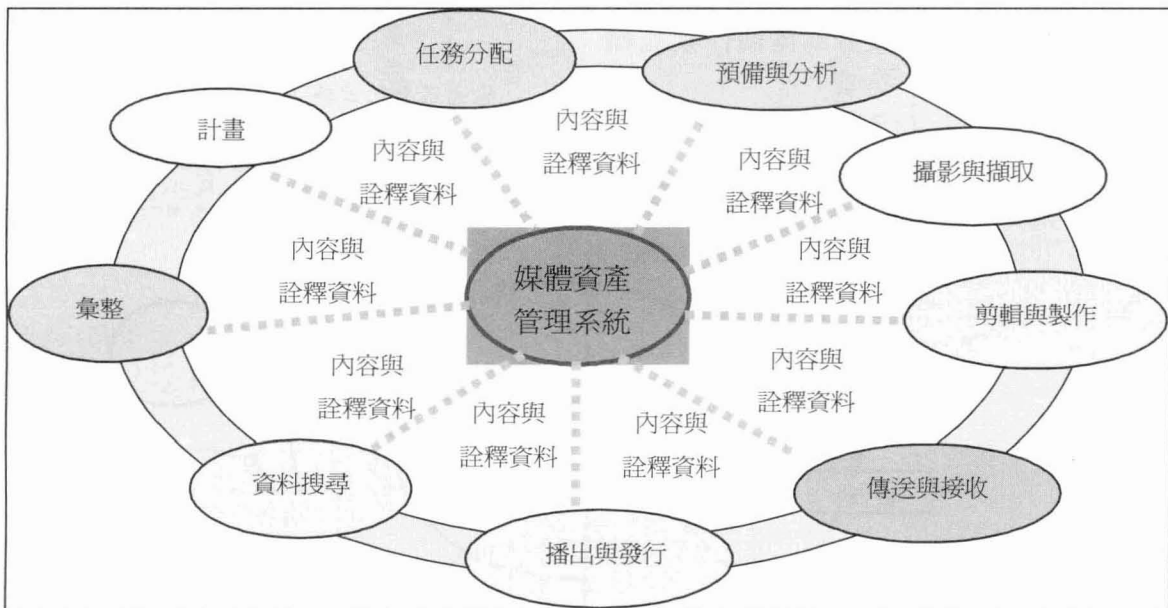 任務分配
預備與分析
計畫
攝影與擷取
內容與
詮釋資料
內容與
詮釋資料
內容與
詮釋資料
內容與
詮釋資料
媒體資產
管理系統
內容與
詮釋資料
彙整
剪輯與製作
內容與
詮釋資料
內容與
詮釋資料
內容與
詮釋資料
內容與
詮釋資料
資料搜尋
傳送與接收
播出與發行